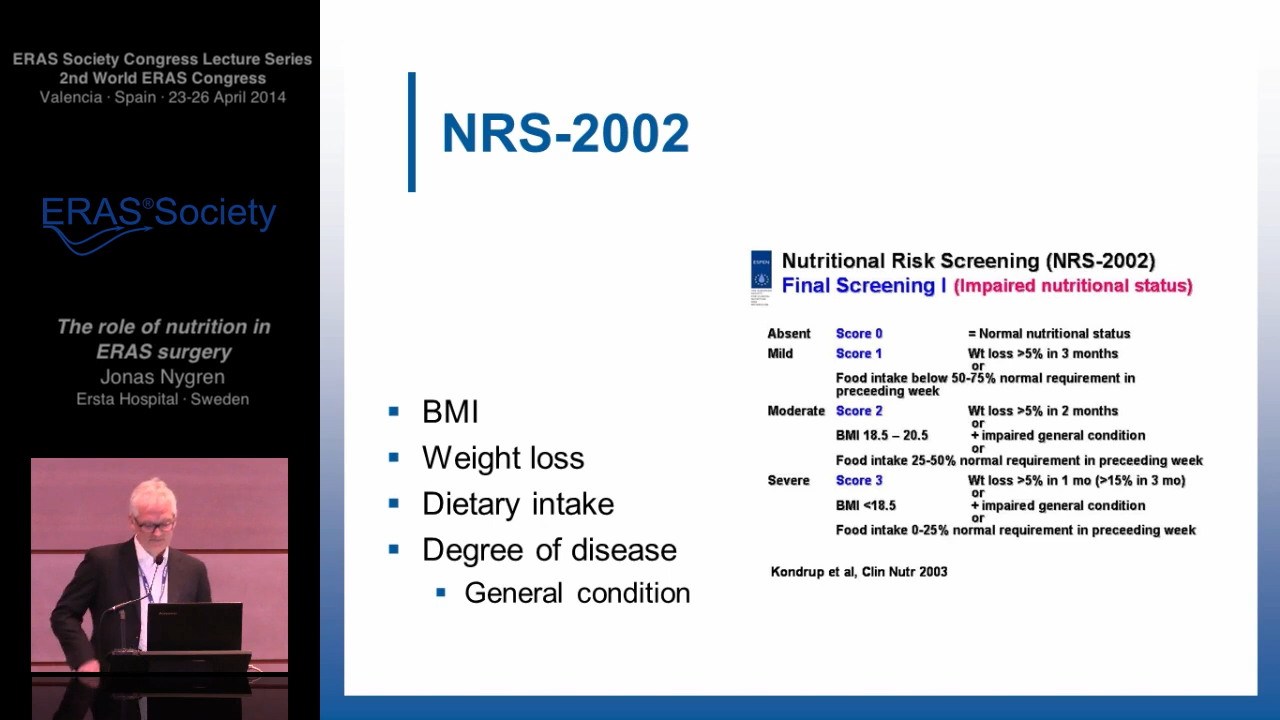 ERAS Society Congress Lecture Series
2nd World ERAS Congress
Valencia · Spain · 23-26 April 2014
ERAS®Society
The role of nutrition in
ERAS surgery
Jonas Nygren
Ersta Hospital · Sweden
NRS-2002
BMI
Weight loss
Dietary intake
Degree of disease
General condition
ESPEN
Nutritional Risk Screening (NRS-2002)
Final Screening I (Impaired nutritional status)
Absent Score 0 = Normal nutritional status
Mild Score 1 Wt loss >5% in 3 months
or
Food intake below 50-75% normal requirement in
preceeding week
Moderate Score 2 Wt loss >5% in 2 months
or
BMI 18.5 – 20.5 + impaired general condition
or
Food intake 25-50% normal requirement in preceeding week
Severe Score 3 Wt loss >5% in 1 mo (>15% in 3 mo)
or
BMI <18.5 + impaired general condition
or
Food intake 0-25% normal requirement in preceeding week
Kondrup et al, Clin Nutr 2003